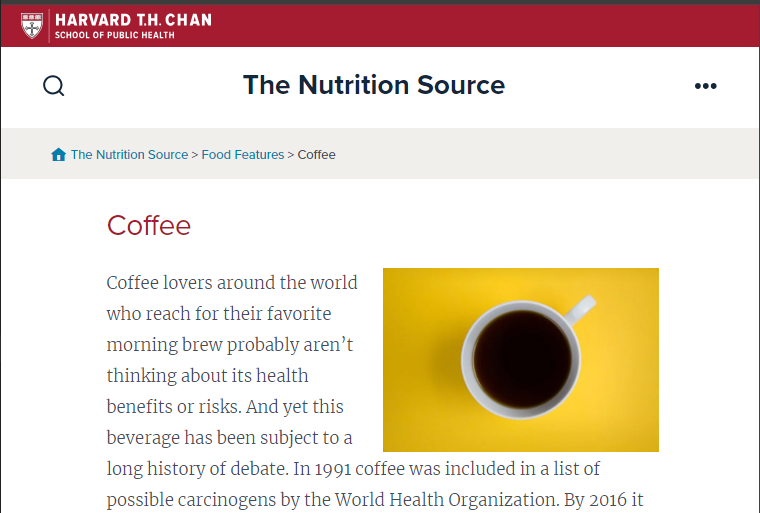 HARVARD T.H. CHAN
SCHOOL OF PUBLIC HEALTH
The Nutrition Source
The Nutrition Source > Food Features > Coffee
Coffee
Coffee lovers around the world
who reach for their favorite
morning brew probably aren’t
thinking about its health
benefits or risks. And yet this
beverage has been subject to a
long history of debate. In 1991 coffee was included in a list of
possible carcinogens by the World Health Organization. By 2016 it